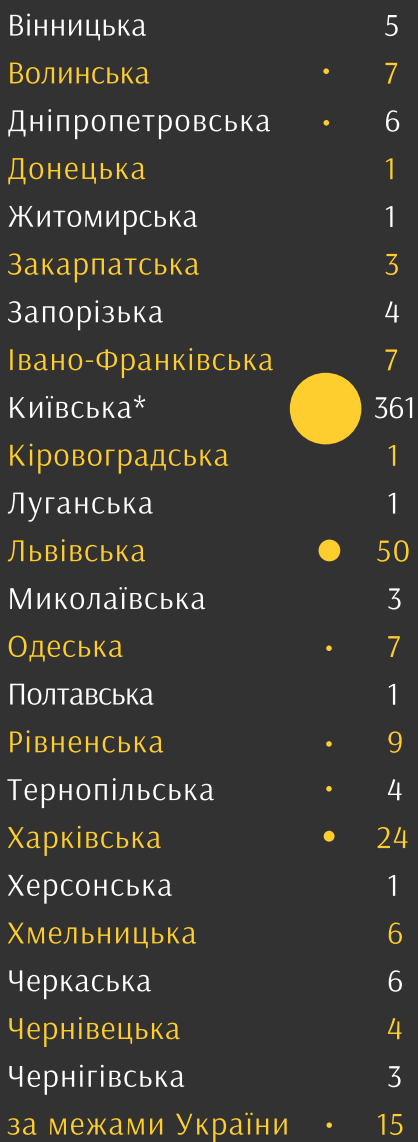 Вінницька 5
Волинська 7
Дніпропетровська 6
Донецька 1
Житомирська 1
Закарпатська 3
Запорізька 4
Івано-Франківська 7
Київська* 361
Кіровоградська 1
Луганська 1
Львівська 50
Миколаївська 3
Одеська 7
Полтавська 1
Рівненська 9
Тернопільська 4
Харківська 24
Херсонська 1
Хмельницька 6
Черкаська 6
Чернівецька 4
Чернігівська 3
за межами України 15